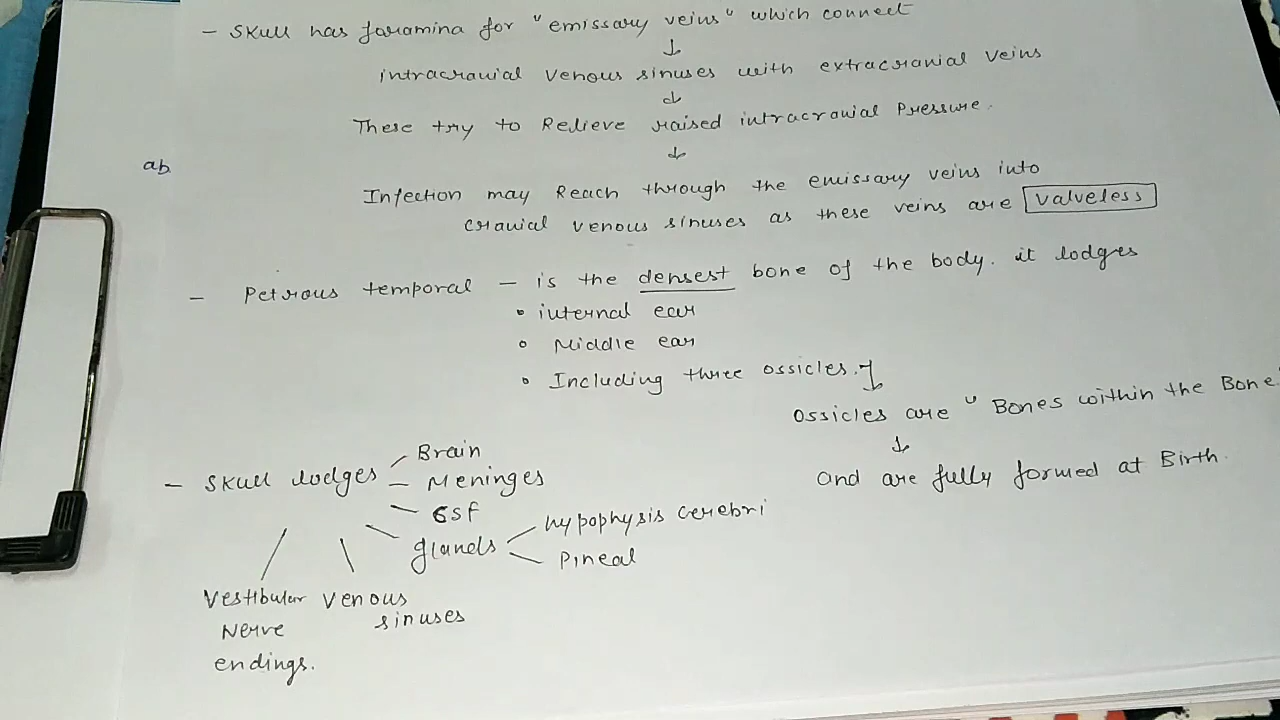 - Skull has foramina for "emissary veins" which connect
↓
intracranial venous sinuses with extracranial veins
↓
These try to Relieve raised intracranial Pressure.
↓
ab.
Infection may Reach through the emissary veins into
cranial venous sinuses as these veins are valveless
- Petrous temporal - is the densest bone of the body. it lodges
• internal ear
• Middle ear
• Including three ossicles.
↓
ossicles are "Bones within the Bone"
↓
and are fully formed at Birth.
- Skull lodges
Brain
- Meninges
CSF
glands
hypophysis cerebri
Pineal
Vestibular
Nerve
endings.
Venous
sinuses